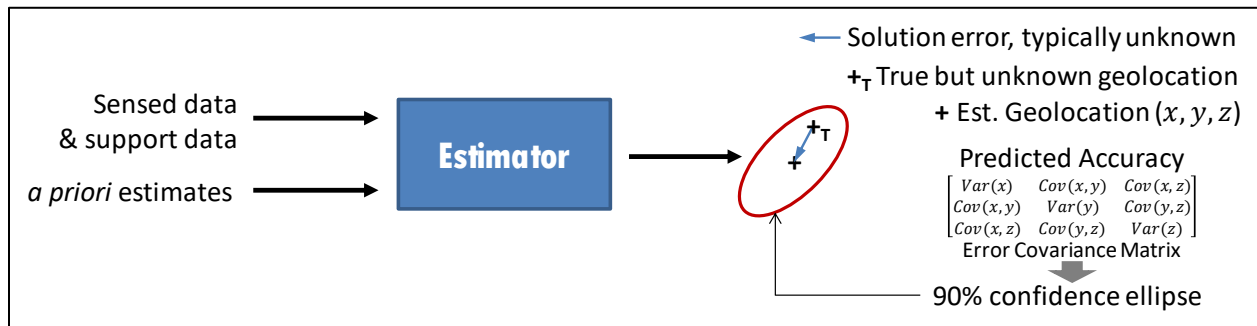 Solution error, typically unknown
+T True but unknown geolocation
+ Est. Geolocation (x, y, z)
Sensed data
& support data
a priori estimates
Estimator
+T
+
Predicted Accuracy
Var(x) Cov(x, y) Cov(x, z)
Cov(x, y) Var(y) Cov(y, z)
Cov(x, z) Cov(y, z) Var(z)
Error Covariance Matrix
90% confidence ellipse